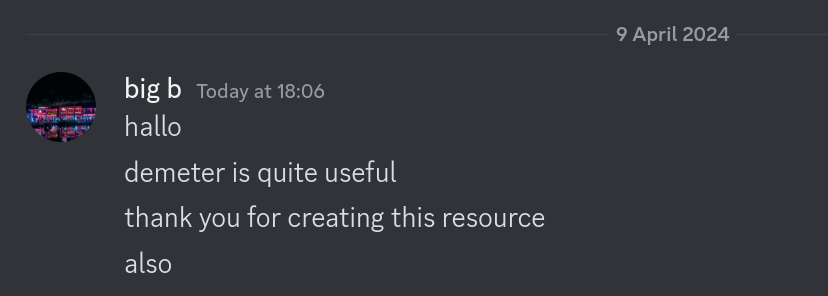 9 April 2024
big b Today at 18:06
hallo
demeter is quite useful
thank you for creating this resource
also